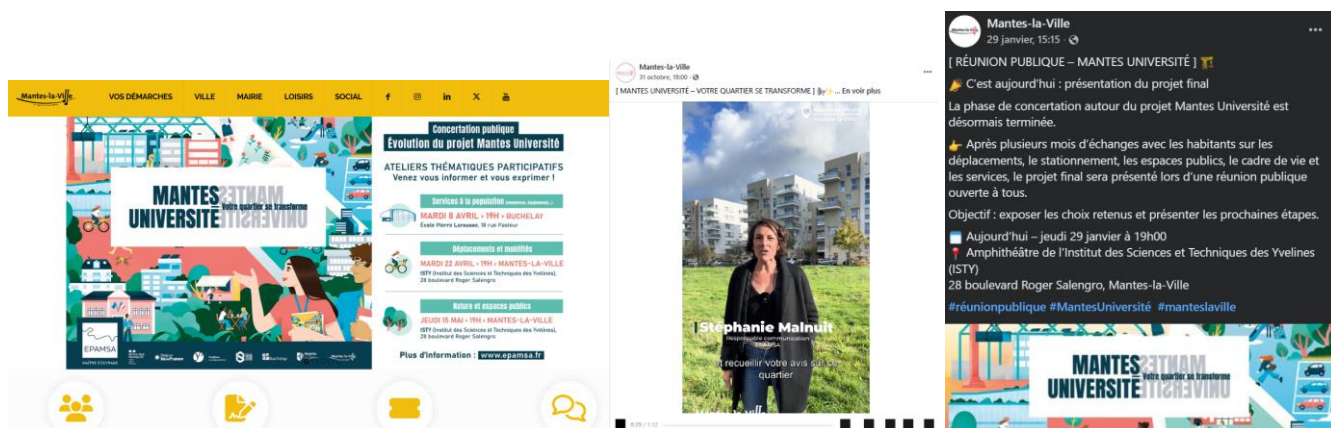 Mantes-la-Ville
VOS DÉMARCHES VILLE MAIRIE LOISIRS SOCIAL
MANTES
UNIVERSITÉ
Votre quartier se transforme
EPAMSA
Concertation publique
Évolution du projet Mantes Université
ATELIERS THÉMATIQUES PARTICIPATIFS
Venez vous informer et vous exprimer !
Services à la population
MARDI 8 AVRIL › 19H › BUCHELAY
Ecole Pierre Larousse, 18 rue Pasteur
Déplacements et mobilités
MARDI 22 AVRIL › 19H › MANTES-LA-VILLE
ISTY (Institut des Sciences et Techniques des Yvelines),
28 boulevard Roger Salengro
Nature et espaces publics
JEUDI 15 MAI › 19H › MANTES-LA-VILLE
ISTY (Institut des Sciences et Techniques des Yvelines),
28 boulevard Roger Salengro
Plus d'information : www.epamsa.fr
Mantes-la-Ville
31 octobre, 18:00
[ MANTES UNIVERSITÉ – VOTRE QUARTIER SE TRANSFORME ] ... En voir plus
Stéphanie Malnuit
Responsable communication
EPAMSA
et recueillir votre avis sur ce
quartier
0:25 / 1:12
Mantes-la-Ville
29 janvier, 15:15
[ RÉUNION PUBLIQUE – MANTES UNIVERSITÉ ]
C'est aujourd'hui : présentation du projet final
La phase de concertation autour du projet Mantes Université est
désormais terminée.
Après plusieurs mois d'échanges avec les habitants sur les
déplacements, le stationnement, les espaces publics, le cadre de vie et
les services, le projet final sera présenté lors d'une réunion publique
ouverte à tous.
Objectif : exposer les choix retenus et présenter les prochaines étapes.
Aujourd'hui – jeudi 29 janvier à 19h00
Amphithéâtre de l'Institut des Sciences et Techniques des Yvelines
(ISTY)
28 boulevard Roger Salengro, Mantes-la-Ville
#réunionpublique #MantesUniversité #manteslaville
MANTES
UNIVERSITÉ
Votre quartier se transforme